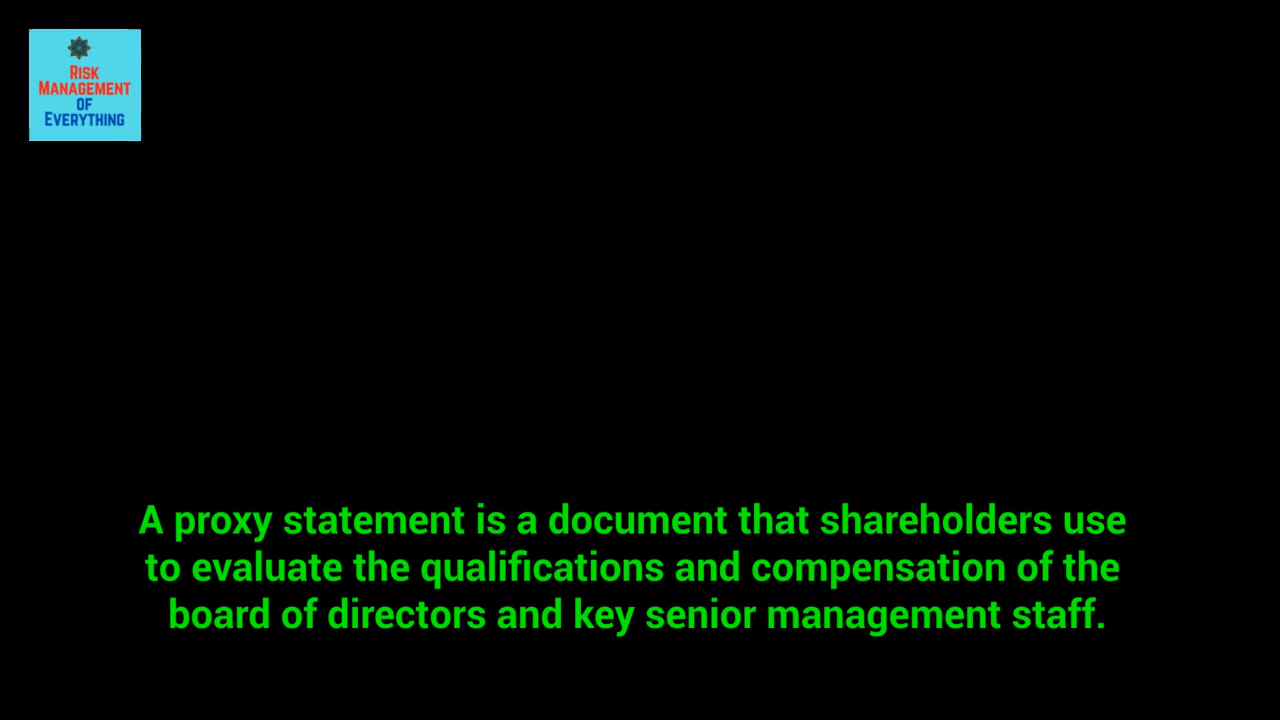 Risk
Management
of
Everything
A proxy statement is a document that shareholders use
to evaluate the qualifications and compensation of the
board of directors and key senior management staff.